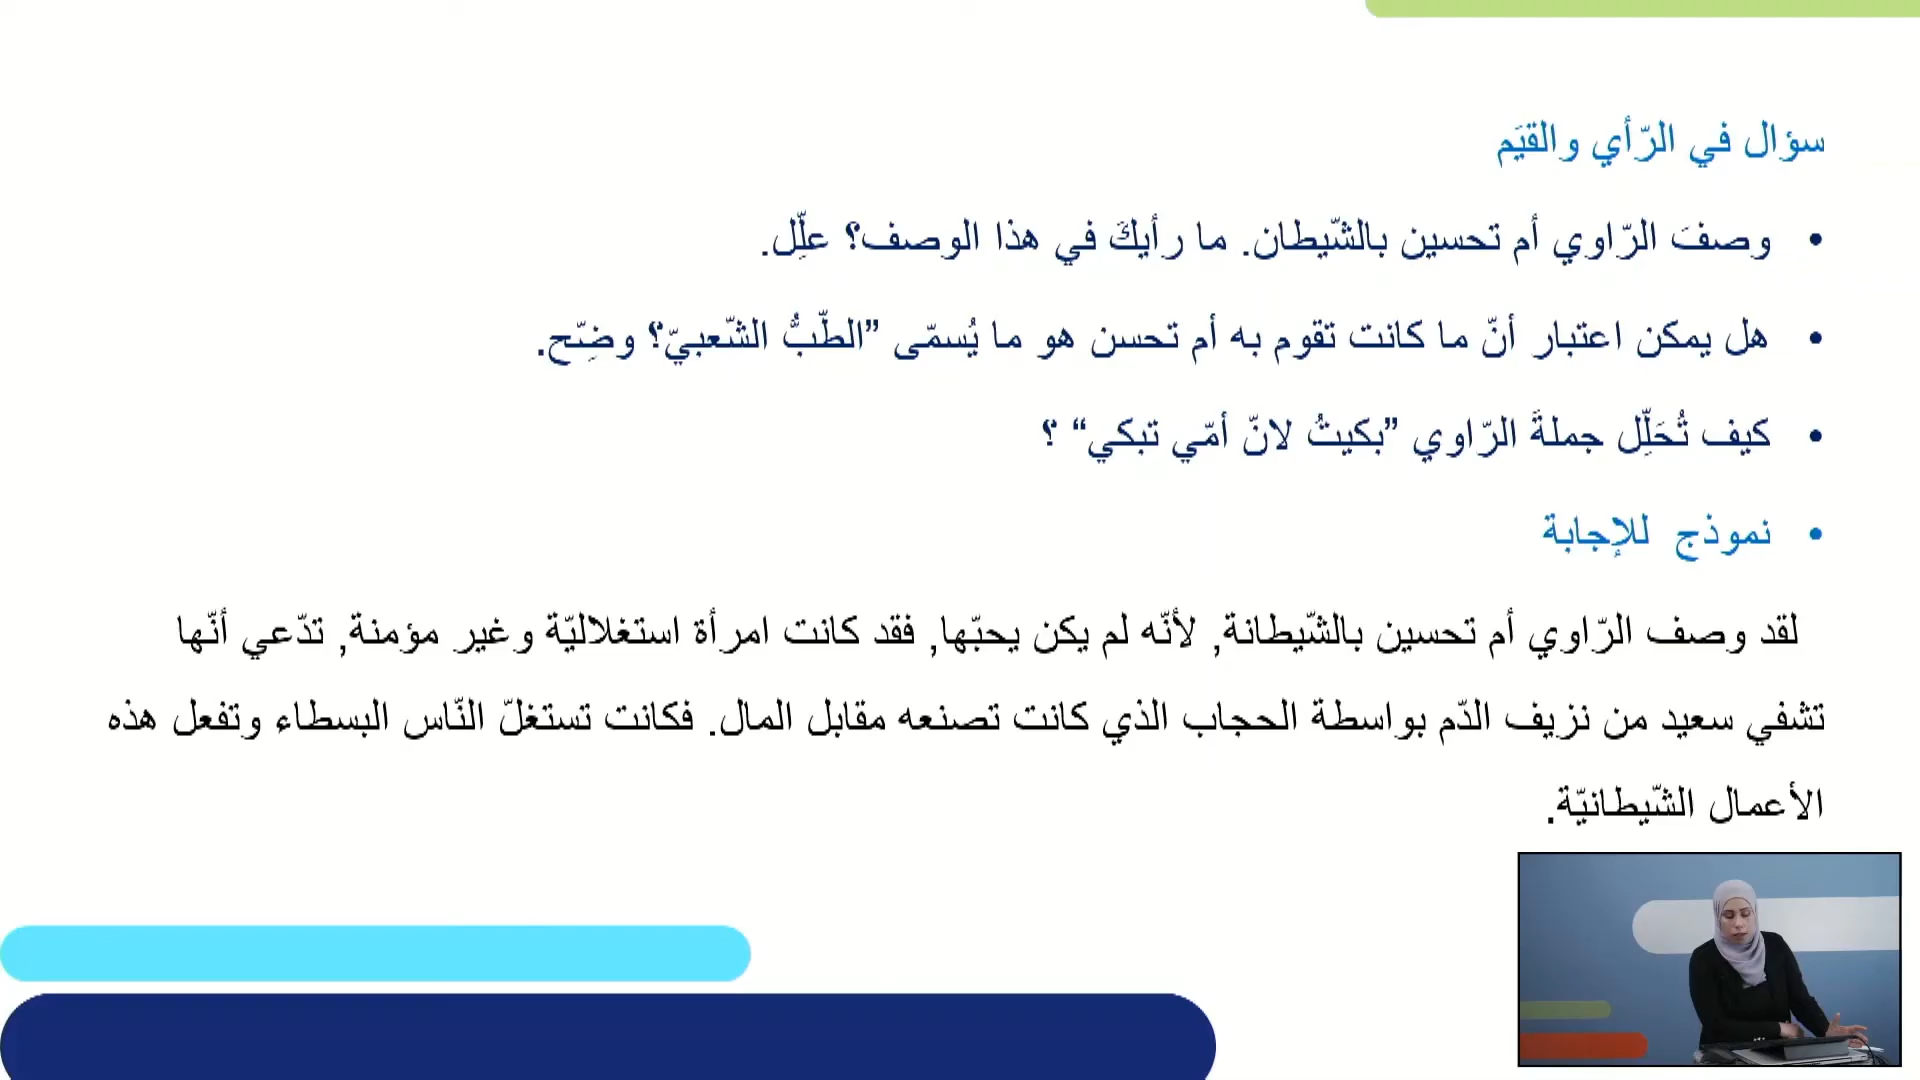 سؤال في الرّأي والقيَم
• وصفَ الرّاوي أم تحسين بالشّيطان. ما رأيكَ في هذا الوصف؟ علّلِ.
• هل يمكن اعتبار أنّ ما كانت تقوم به أم تحسن هو ما يُسمّى ”الطّبُّ الشّعبيّ؟ وضِّح.
• كيف تُحَلّلِ جملةَ الرّاوي ”بكيتُ لانّ أمّي تبكي“ ؟
• نموذج للإجابة
لقد وصف الرّاوي أم تحسين بالشّيطانة, لأنّه لم يكن يحبّها, فقد كانت امرأة استغلاليّة وغير مؤمنة, تدّعي أنّها
تشفي سعيد من نزيف الدّم بواسطة الحجاب الذي كانت تصنعه مقابل المال. فكانت تستغلّ النّاس البسطاء وتفعل هذه
الأعمال الشّيطانيّة.